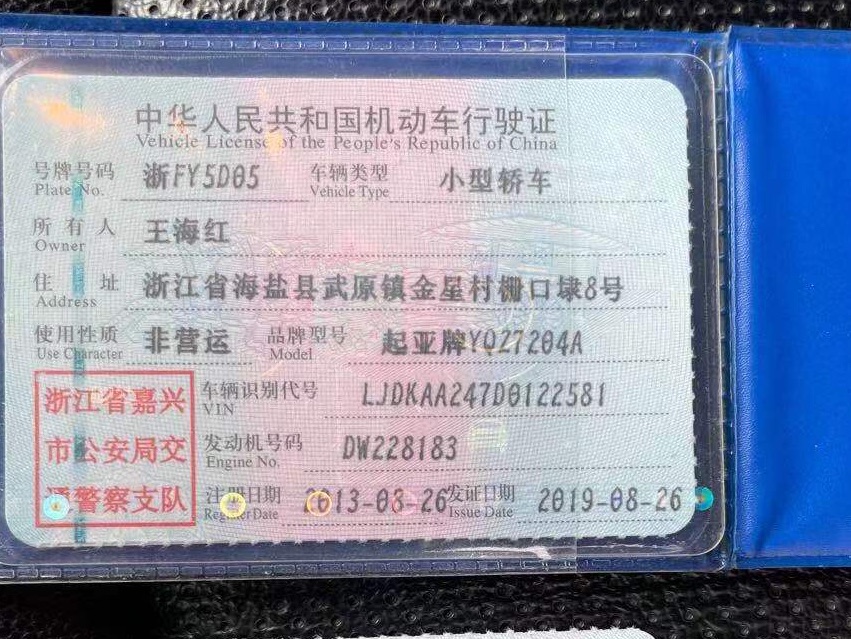 中华人民共和国机动车行驶证
Vehicle License of the People's Republic of China
号牌号码 浙FY5D05 车辆类型 小型轿车
Plate No. Vehicle Type
所有人 王海红
Owner
住址 浙江省海盐县武原镇金星村栅口埭8号
Address
使用性质 非营运 品牌型号 起亚牌YQZ7204A
Use Character Model
浙江省嘉兴 车辆识别代号 LJDKAA247D0122581
VIN
市公安局交 发动机号码 DW228183
Engine No.
通警察支队 注册日期 2013-08-26 发证日期 2019-08-26
Register Date Issue Date